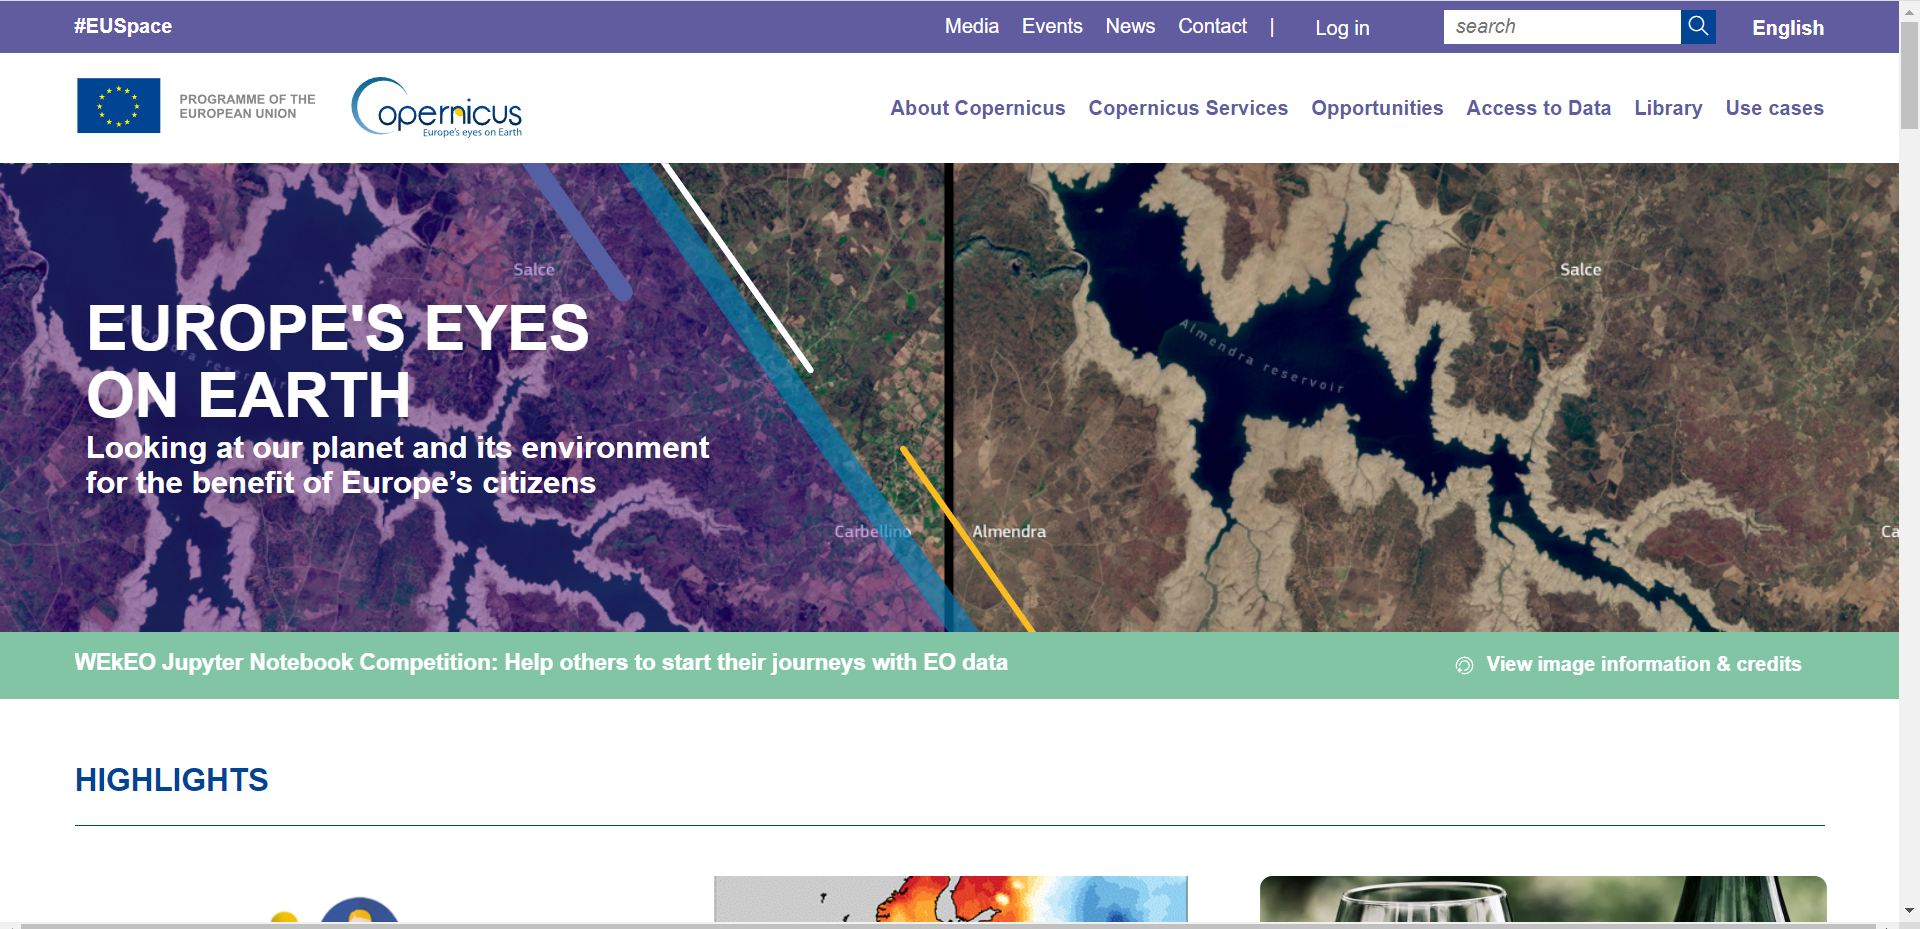 #EUSpace
Media Events News Contact | Log in
search
English
PROGRAMME OF THE
EUROPEAN UNION
Copernicus
Europe's eyes on Earth
About Copernicus Copernicus Services Opportunities Access to Data Library Use cases
Salce
Salce
EUROPE'S EYES
ON EARTH
Almendra reservoir
Looking at our planet and its environment
for the benefit of Europe’s citizens
Carbellino
Almendra
Ca
WEkEO Jupyter Notebook Competition: Help others to start their journeys with EO data
View image information & credits
HIGHLIGHTS